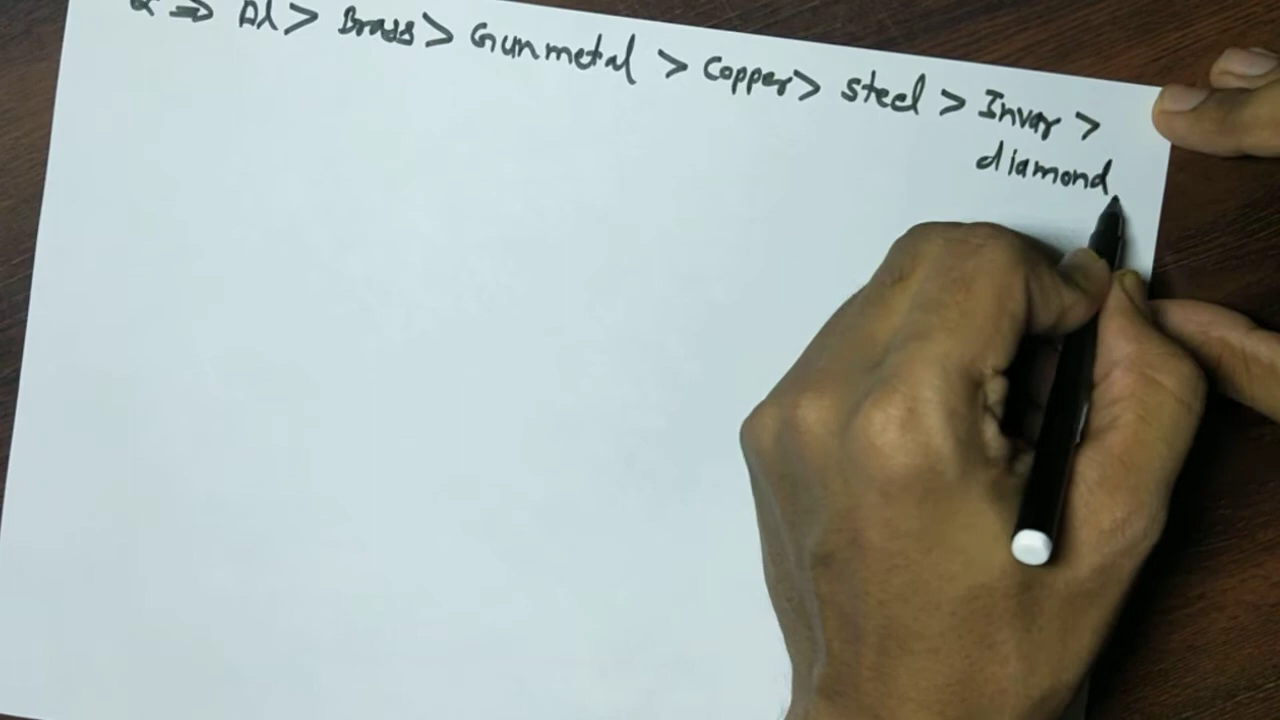 α ⇒ Al > Brass > Gunmetal > Copper > Steel > Invar >
diamond